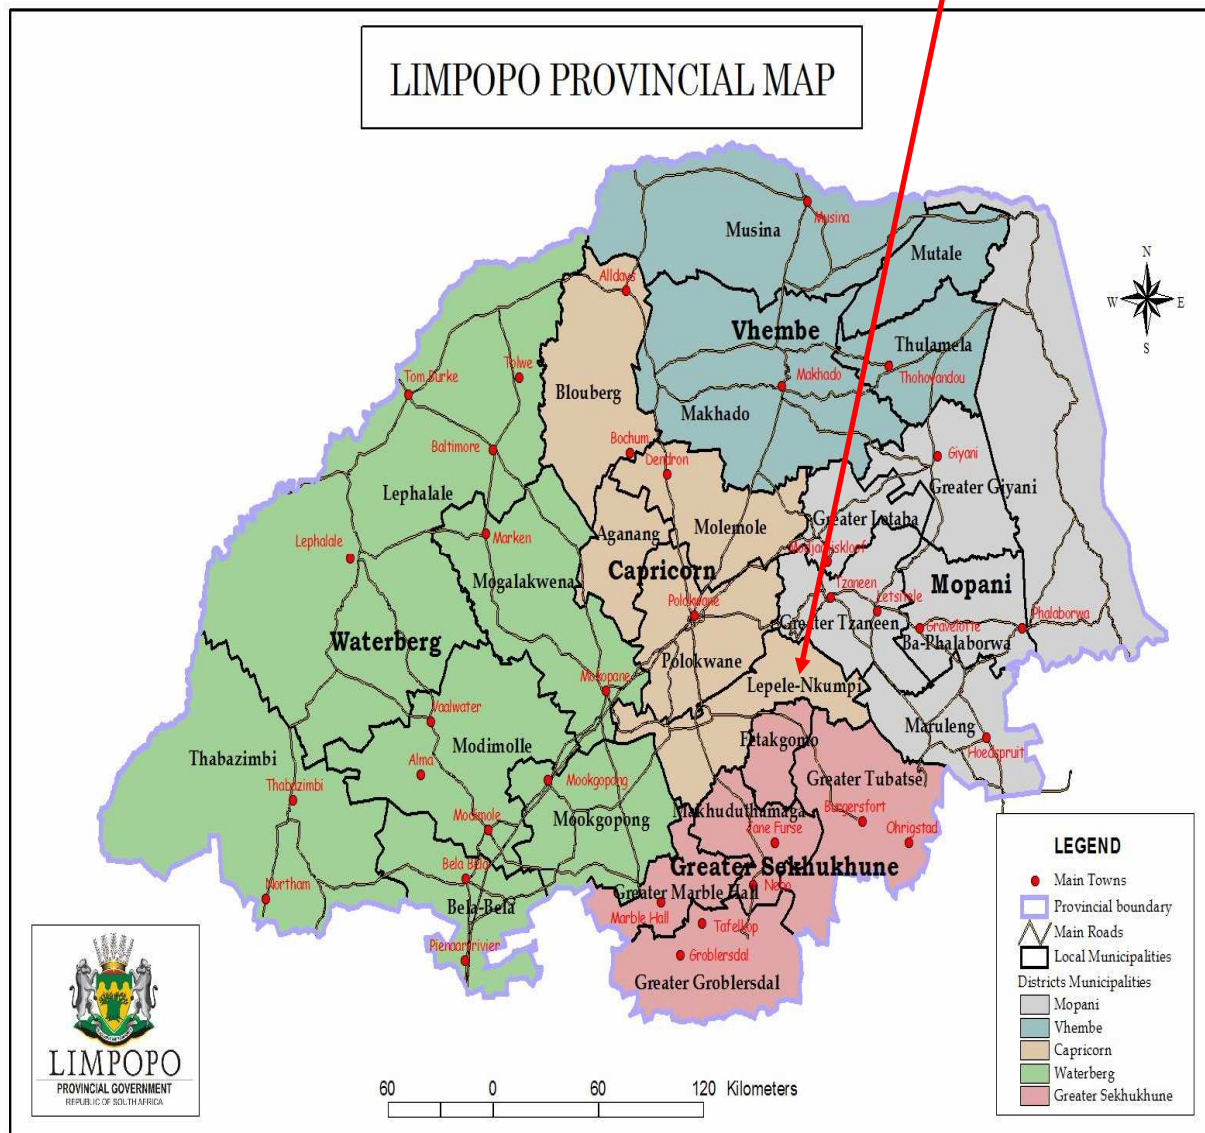 LIMPOPO PROVINCIAL MAP
Musina
Musina
Mutale
Alldays
Vhembe
Thulamela
Tolwe
Tom Burke
Makhado
Thohoyandou
Blouberg
Makhado
Baltimore
Bochum
Dendron
Giyani
Greater Giyani
Lephalale
Greater Letaba
Aganang
Molemole
Marken
Lephalale
Modjadjiskloof
Mogalakwena
Capricorn
Mopani
Tzaneen
Letsitele
Polokwane
Greater Tzaneen
Gravelotte
Phalaborwa
Ba-Phalaborwa
Waterberg
Polokwane
Lepele-Nkumpi
Mokopane
Vaalwater
Maruleng
Hoedspruit
Modimolle
Fetakgomo
Thabazimbi
Alma
Greater Tubatse
Thabazimbi
Mookgopang
Makhuduthamaga
Burgersfort
Mookgopong
Modimole
Jane Furse
Ohrigstad
Bela Bela
Greater Sekhukhune
Northam
Greater Marble Hall
Nebo
Bela-Bela
Marble Hall
Tafelkop
Pienaarsrivier
Groblersdal
Greater Groblersdal
N
W
E
S
LEGEND
Main Towns
Provincial boundary
Main Roads
Local Municipalities
Districts Municipalities
Mopani
Vhembe
Capricorn
Waterberg
Greater Sekhukhune
LIMPOPO
PROVINCIAL GOVERNMENT
REPUBLIC OF SOUTH AFRICA
60 0 60 120 Kilometers